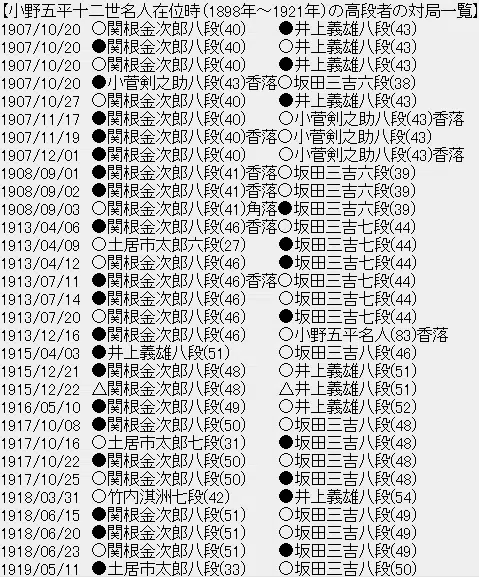 【小野五平十二世名人在位時(1898年～1921年)の高段者の対局一覧】
1907/10/20 ○関根金次郎八段(40) ●井上義雄八段(43)
1907/10/20 ●関根金次郎八段(40) ○井上義雄八段(43)
1907/10/20 ○関根金次郎八段(40) ●井上義雄八段(43)
1907/10/20 ●小菅剣之助八段(43)香落○坂田三吉六段(38)
1907/10/27 ○関根金次郎八段(40) ●井上義雄八段(43)
1907/11/17 ●関根金次郎八段(40) ○小菅剣之助八段(43)香落
1907/11/19 ●関根金次郎八段(40)香落○小菅剣之助八段(43)
1907/12/01 ●関根金次郎八段(40) ○小菅剣之助八段(43)香落
1908/09/01 ●関根金次郎八段(41)香落○坂田三吉六段(39)
1908/09/02 ●関根金次郎八段(41)香落○坂田三吉六段(39)
1908/09/03 ○関根金次郎八段(41)角落●坂田三吉六段(39)
1913/04/06 ●関根金次郎八段(46)香落○坂田三吉七段(44)
1913/04/09 ○土居市太郎六段(27) ●坂田三吉七段(44)
1913/04/12 ○関根金次郎八段(46) ●坂田三吉七段(44)
1913/07/11 ●関根金次郎八段(46)香落○坂田三吉七段(44)
1913/07/14 ●関根金次郎八段(46) ○坂田三吉七段(44)
1913/07/20 ○関根金次郎八段(46) ●坂田三吉七段(44)
1913/12/16 ●関根金次郎八段(46) ○小野五平名人(83)香落
1915/04/03 ●井上義雄八段(51) ○坂田三吉八段(46)
1915/12/21 ●関根金次郎八段(48) ○井上義雄八段(51)
1915/12/22 △関根金次郎八段(48) △井上義雄八段(51)
1916/05/10 ●関根金次郎八段(49) ○井上義雄八段(52)
1917/10/08 ●関根金次郎八段(50) ○坂田三吉八段(48)
1917/10/16 ○土居市太郎七段(31) ●坂田三吉八段(48)
1917/10/22 ●関根金次郎八段(50) ○坂田三吉八段(48)
1917/10/25 ○関根金次郎八段(50) ●坂田三吉八段(48)
1918/03/31 ○竹内淇洲七段(42) ●井上義雄八段(54)
1918/06/15 ●関根金次郎八段(51) ○坂田三吉八段(49)
1918/06/20 ●関根金次郎八段(51) ○坂田三吉八段(49)
1918/06/23 ○関根金次郎八段(51) ●坂田三吉八段(49)
1919/05/11 ●土居市太郎八段(33) ○坂田三吉八段(50)